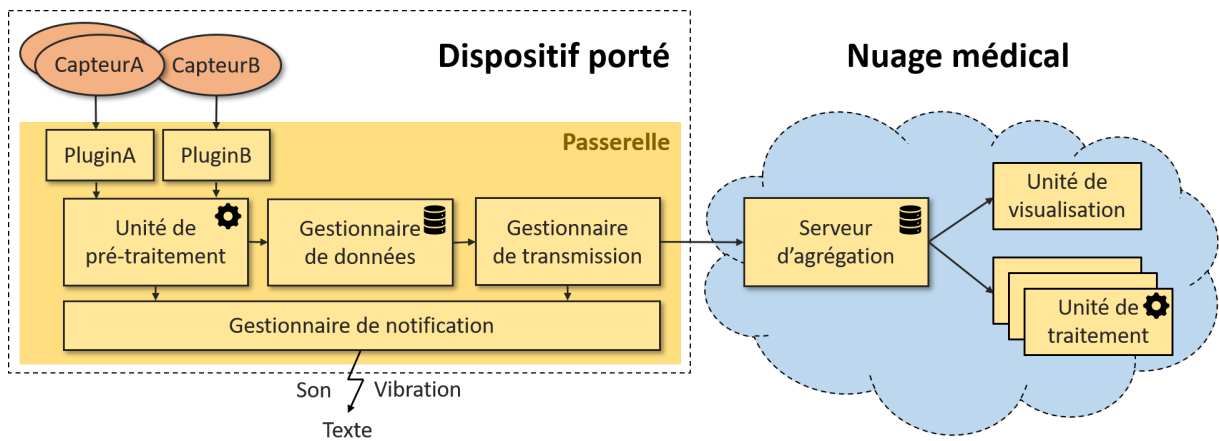 Dispositif porté
Nuage médical
CapteurA
CapteurB
Passerelle
PluginA
PluginB
Unité de
pré-traitement
Gestionnaire
de données
Gestionnaire
de transmission
Gestionnaire de notification
Son
Vibration
Texte
Serveur
d'agrégation
Unité de
visualisation
Unité de
traitement